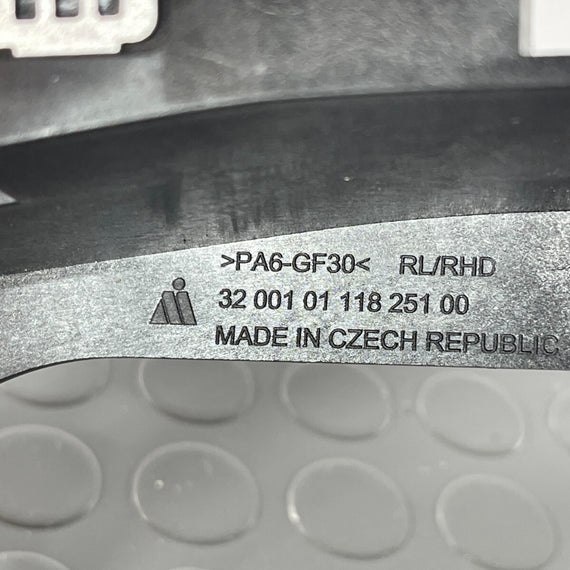 >PA6-GF30< RL/RHD
32 001 01 118 251 00
MADE IN CZECH REPUBLIC